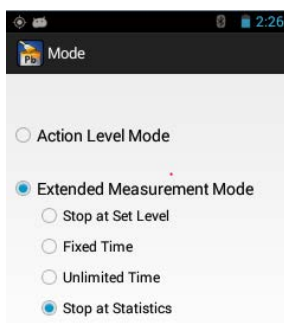 2:26
Pb Mode
Action Level Mode
Extended Measurement Mode
Stop at Set Level
Fixed Time
Unlimited Time
Stop at Statistics